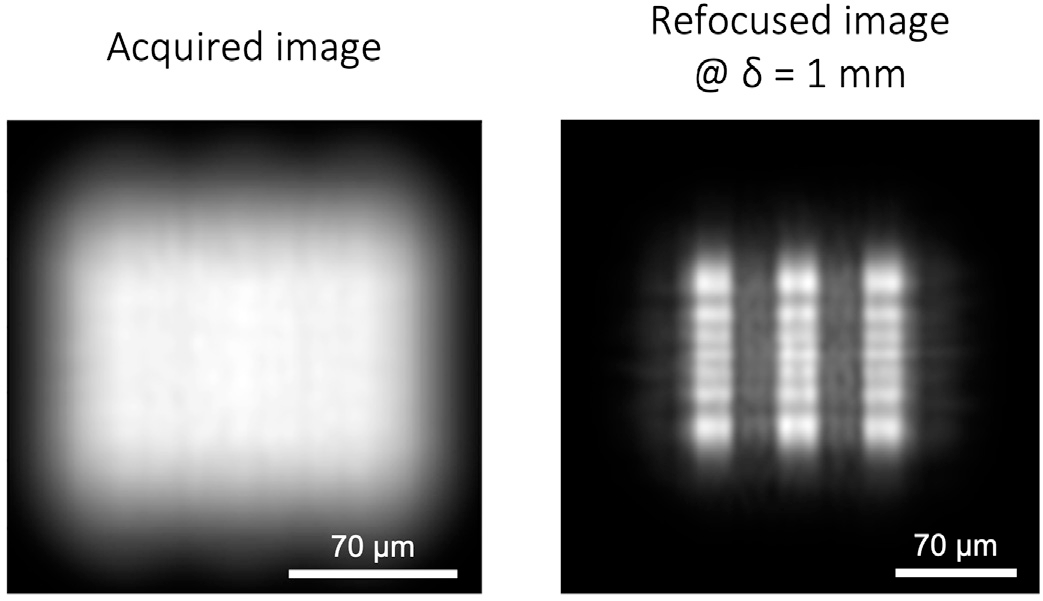 Acquired image
Refocused image
@ δ = 1 mm
70 µm
70 µm